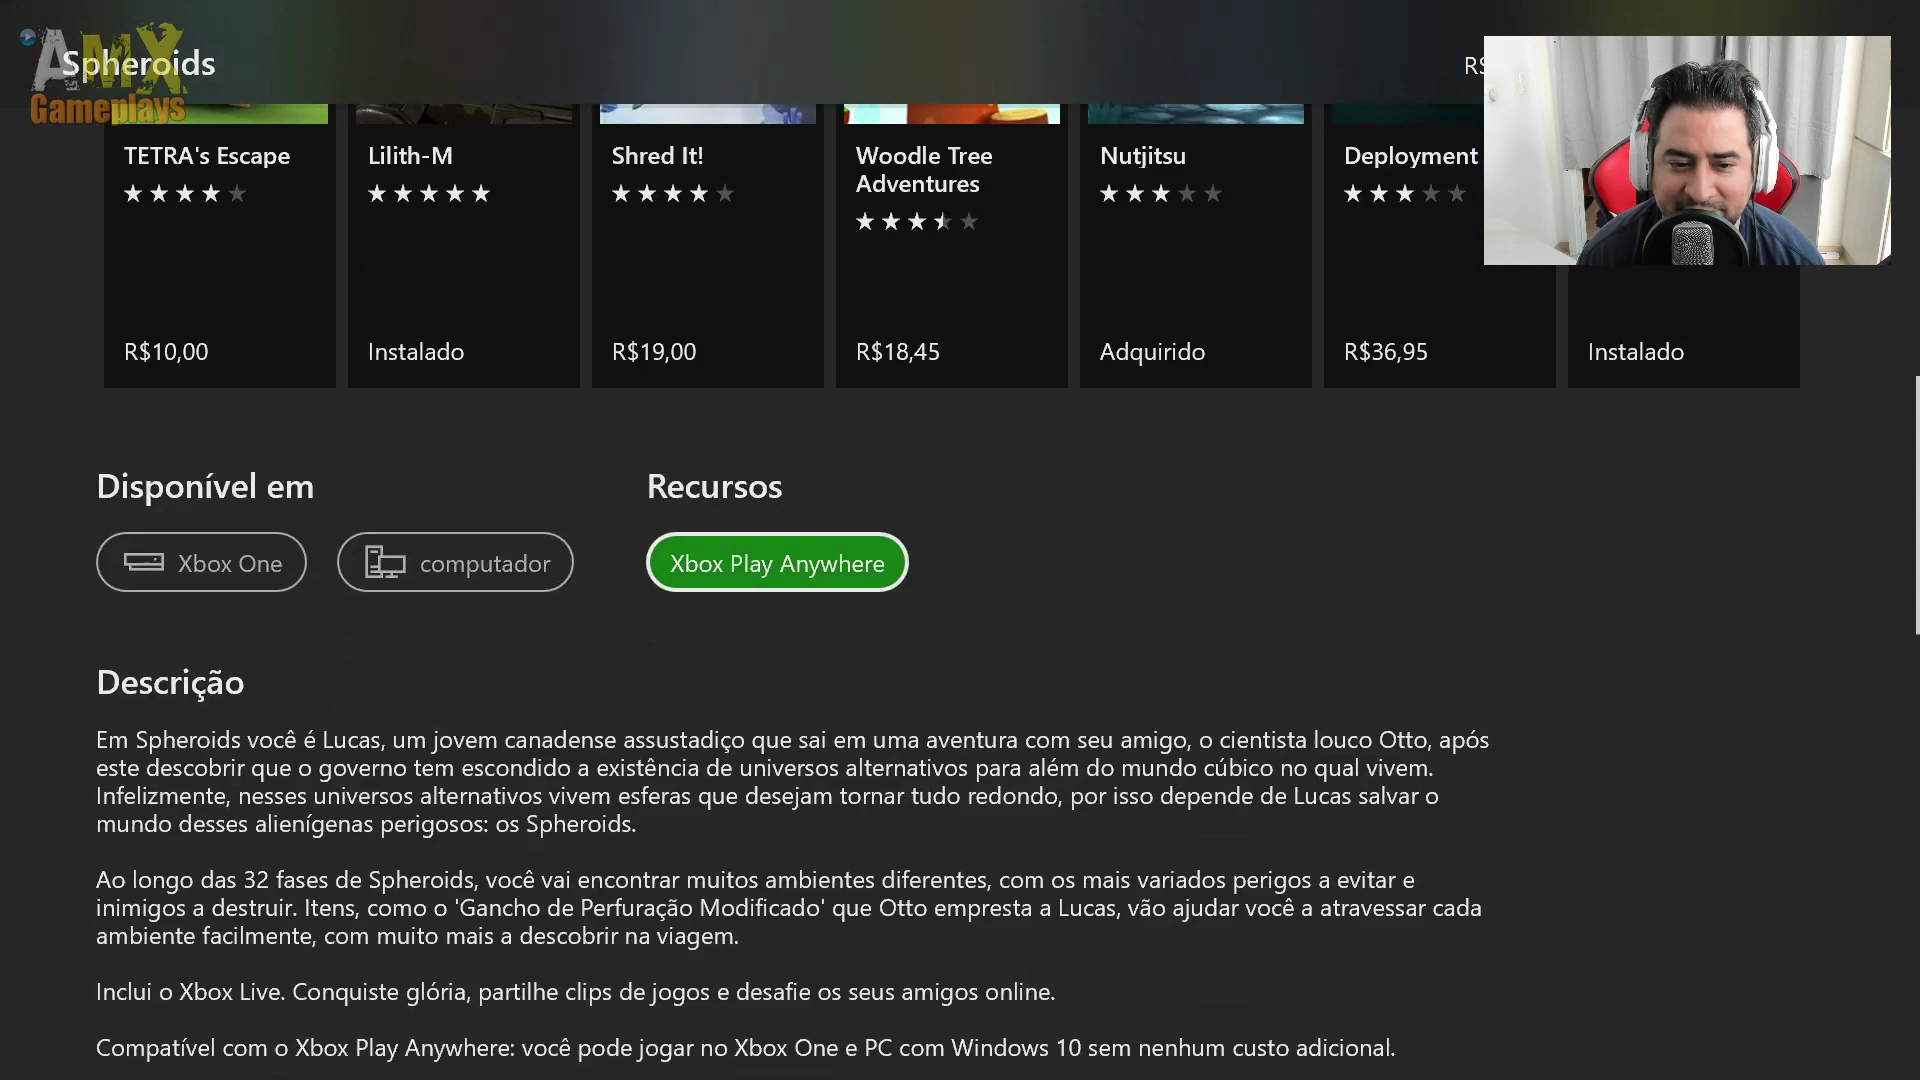 AMX
Gameplays
Spheroids
R$
TETRA's Escape
Lilith-M
Shred It!
Woodle Tree
Adventures
Nutjitsu
Deployment
R$10,00
Instalado
R$19,00
R$18,45
Adquirido
R$36,95
Instalado
Disponível em
Recursos
Xbox One
computador
Xbox Play Anywhere
Descrição
Em Spheroids você é Lucas, um jovem canadense assustadiço que sai em uma aventura com seu amigo, o cientista louco Otto, após
este descobrir que o governo tem escondido a existência de universos alternativos para além do mundo cúbico no qual vivem.
Infelizmente, nesses universos alternativos vivem esferas que desejam tornar tudo redondo, por isso depende de Lucas salvar o
mundo desses alienígenas perigosos: os Spheroids.
Ao longo das 32 fases de Spheroids, você vai encontrar muitos ambientes diferentes, com os mais variados perigos a evitar e
inimigos a destruir. Itens, como o 'Gancho de Perfuração Modificado' que Otto empresta a Lucas, vão ajudar você a atravessar cada
ambiente facilmente, com muito mais a descobrir na viagem.
Inclui o Xbox Live. Conquiste glória, partilhe clips de jogos e desafie os seus amigos online.
Compatível com o Xbox Play Anywhere: você pode jogar no Xbox One e PC com Windows 10 sem nenhum custo adicional.